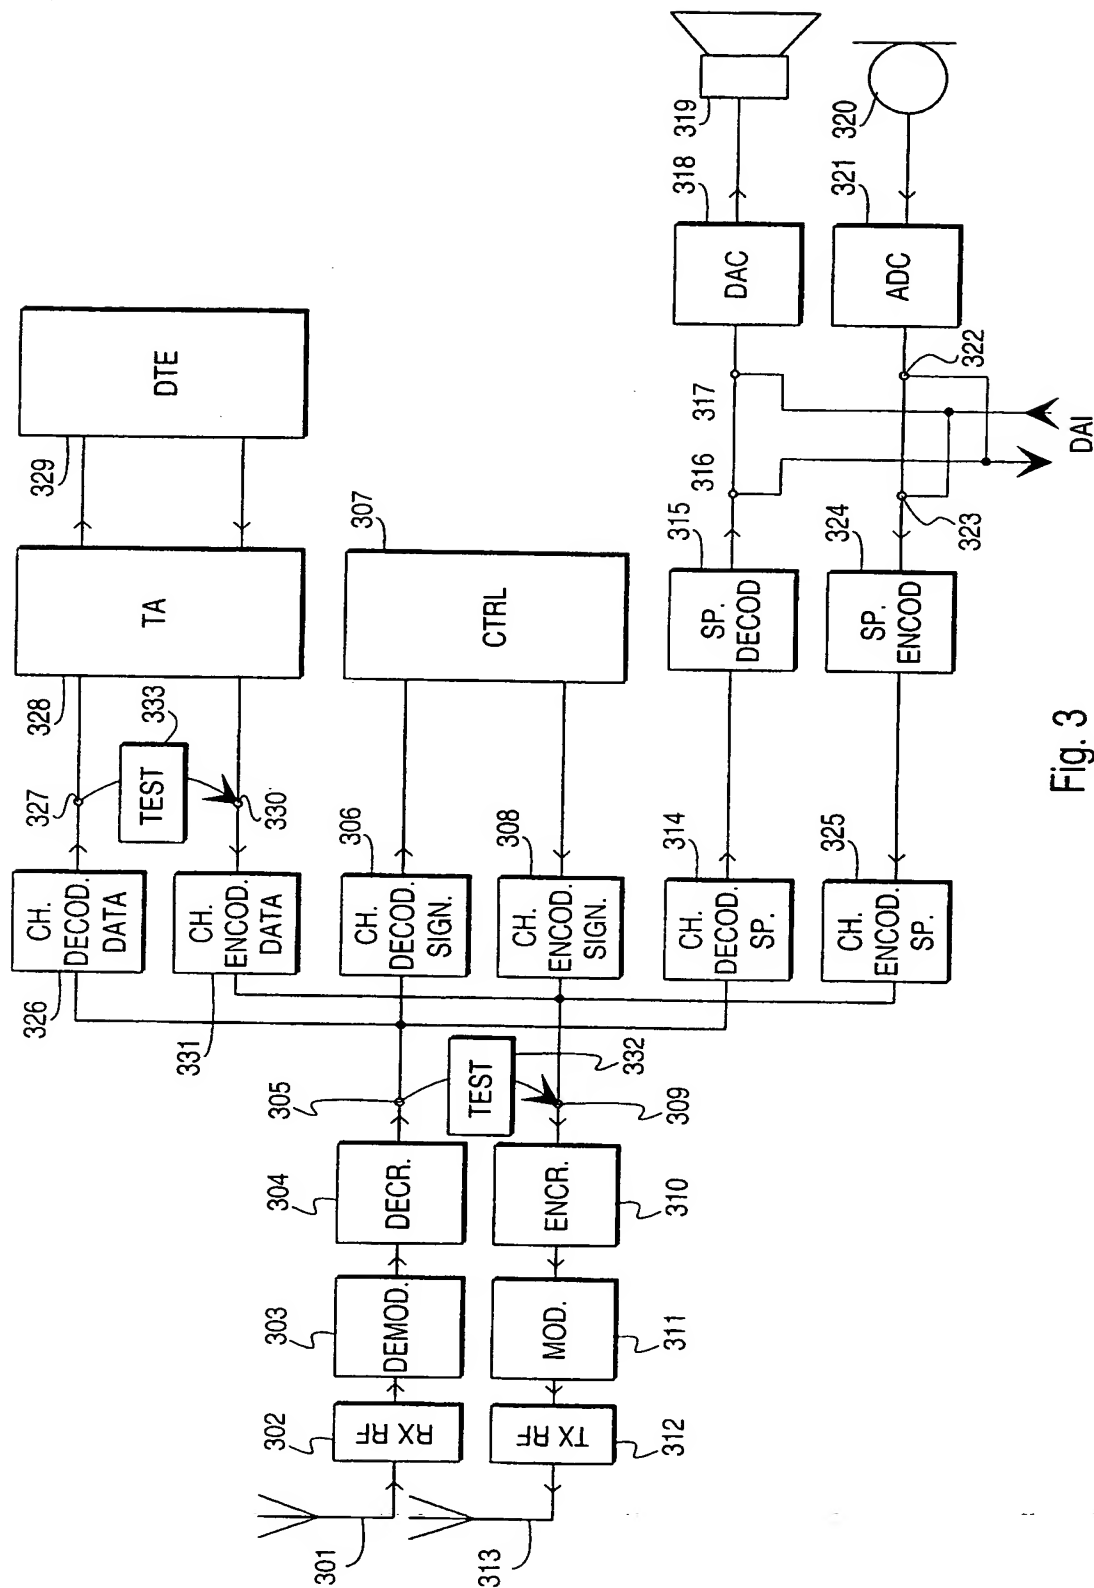 329
DTE
328
TA
333
TEST
327
330
326
CH.
DECOD.
DATA
331
CH.
ENCOD.
DATA
307
CTRL
306
CH.
DECOD.
SIGN.
308
CH.
ENCOD.
SIGN.
332
TEST
305
309
304
DECR.
310
ENCR.
303
DEMOD.
311
MOD.
302
RX RF
312
TX RF
301
313
319
320
318
DAC
321
ADC
317
322
316
323
DAI
315
SP.
DECOD
324
SP.
ENCOD
314
CH.
DECOD.
SP.
325
CH.
ENCOD.
SP.
Fig. 3